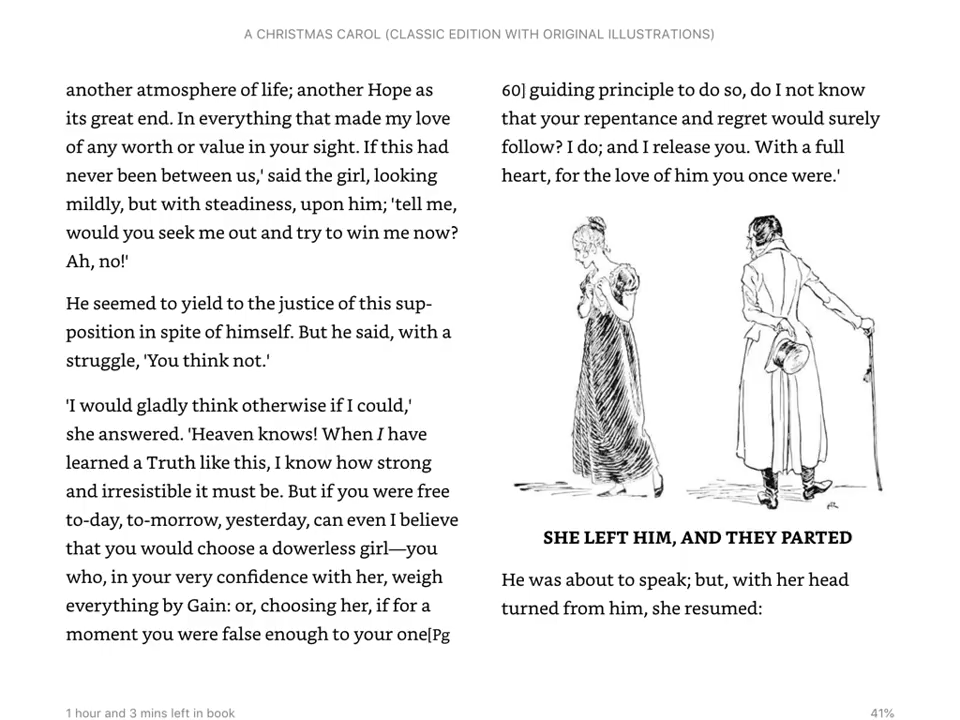 A CHRISTMAS CAROL (CLASSIC EDITION WITH ORIGINAL ILLUSTRATIONS)
another atmosphere of life; another Hope as
its great end. In everything that made my love
of any worth or value in your sight. If this had
never been between us,' said the girl, looking
mildly, but with steadiness, upon him; 'tell me,
would you seek me out and try to win me now?
Ah, no!'
He seemed to yield to the justice of this sup-
position in spite of himself. But he said, with a
struggle, 'You think not.'
'I would gladly think otherwise if I could,'
she answered. 'Heaven knows! When I have
learned a Truth like this, I know how strong
and irresistible it must be. But if you were free
to-day, to-morrow, yesterday, can even I believe
that you would choose a dowerless girl—you
who, in your very confidence with her, weigh
everything by Gain: or, choosing her, if for a
moment you were false enough to your one[Pg
60] guiding principle to do so, do I not know
that your repentance and regret would surely
follow? I do; and I release you. With a full
heart, for the love of him you once were.'
SHE LEFT HIM, AND THEY PARTED
He was about to speak; but, with her head
turned from him, she resumed:
1 hour and 3 mins left in book
41%